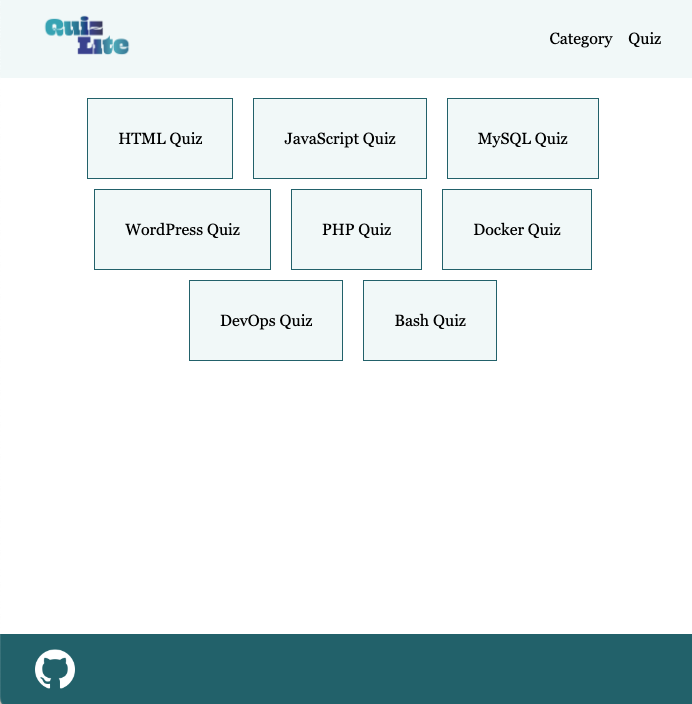 Quiz
Lite
Category Quiz
HTML Quiz JavaScript Quiz MySQL Quiz
WordPress Quiz PHP Quiz Docker Quiz
DevOps Quiz Bash Quiz